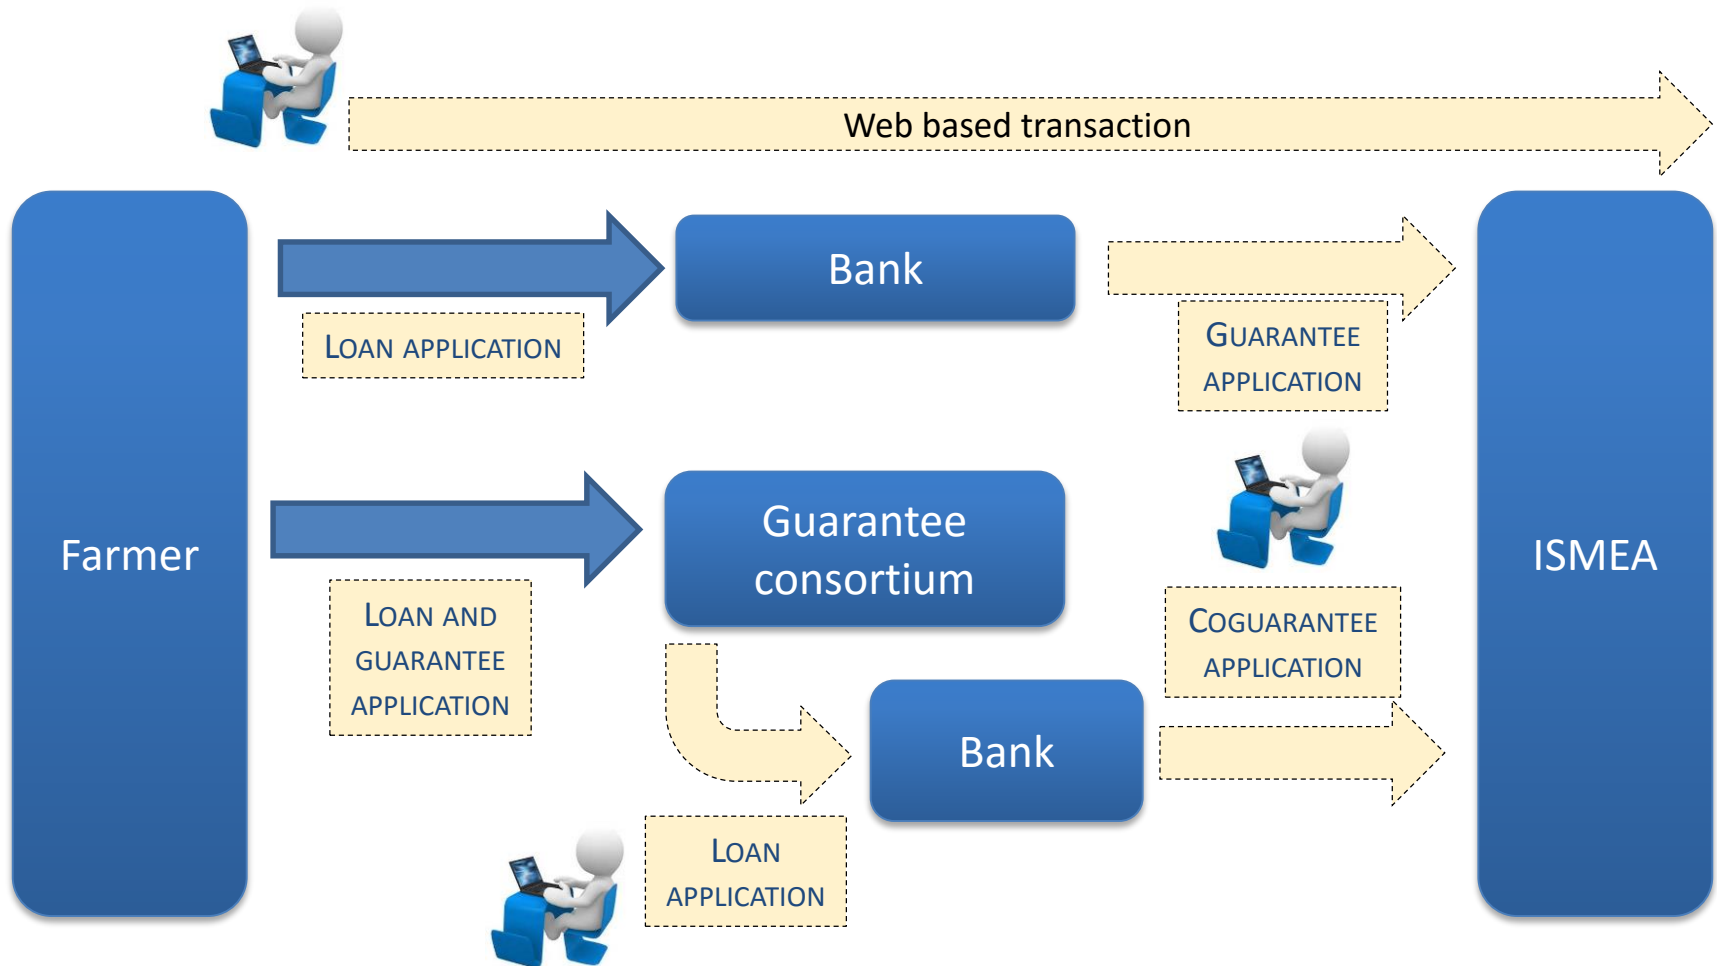 Web based transaction
Bank
LOAN APPLICATION
GUARANTEE
APPLICATION
Farmer
Guarantee
consortium
ISMEA
LOAN AND
GUARANTEE
APPLICATION
COGUARANTEE
APPLICATION
Bank
LOAN
APPLICATION